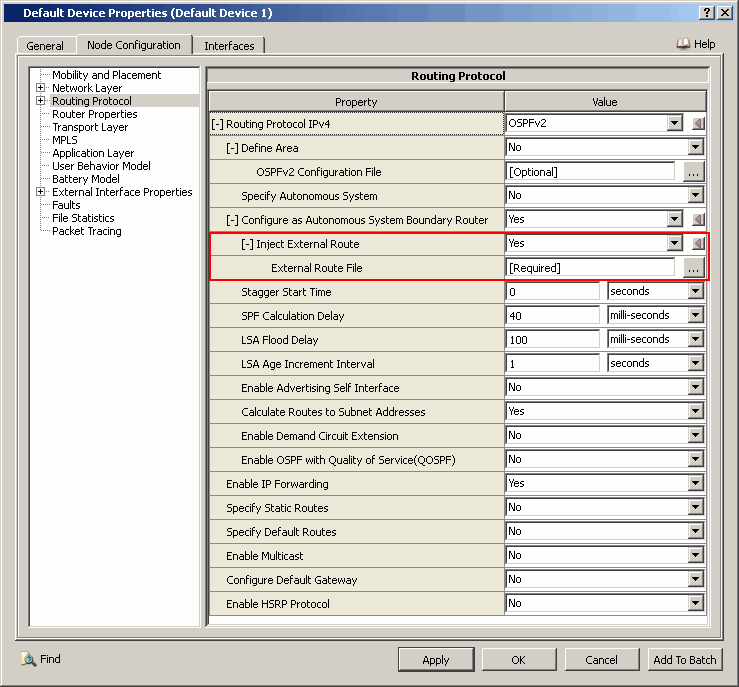 Default Device Properties (Default Device 1)
General Node Configuration Interfaces Help
Mobility and Placement
Network Layer
Routing Protocol
Router Properties
Transport Layer
MPLS
Application Layer
User Behavior Model
Battery Model
External Interface Properties
Faults
File Statistics
Packet Tracing
Routing Protocol
Property Value
[-] Routing Protocol IPv4 OSPFv2
[-] Define Area No
OSPFv2 Configuration File [Optional] ...
Specify Autonomous System No
[-] Configure as Autonomous System Boundary Router Yes
[-] Inject External Route Yes
External Route File [Required] ...
Stagger Start Time 0 seconds
SPF Calculation Delay 40 milli-seconds
LSA Flood Delay 100 milli-seconds
LSA Age Increment Interval 1 seconds
Enable Advertising Self Interface No
Calculate Routes to Subnet Addresses Yes
Enable Demand Circuit Extension No
Enable OSPF with Quality of Service(QOSPF) No
Enable IP Forwarding Yes
Specify Static Routes No
Specify Default Routes No
Enable Multicast No
Configure Default Gateway No
Enable HSRP Protocol No
Find Apply OK Cancel Add To Batch